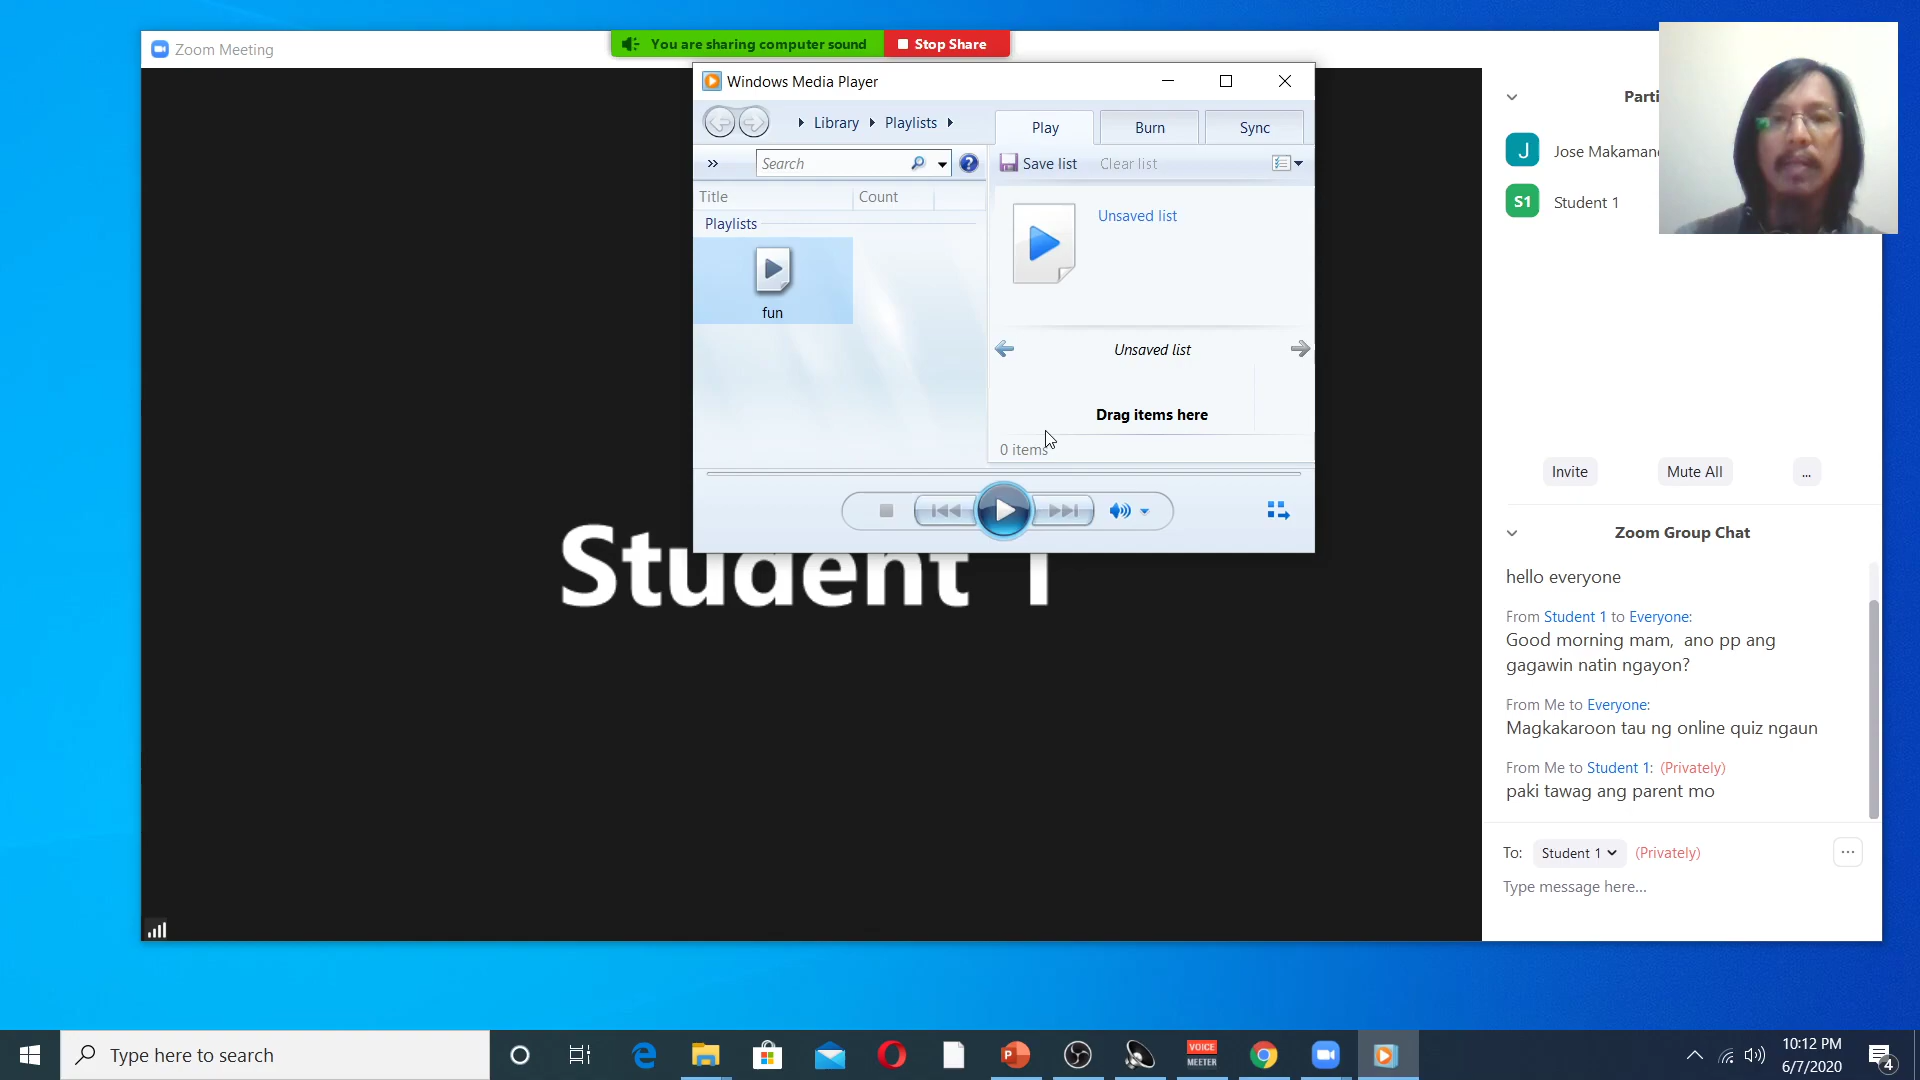 Zoom Meeting
You are sharing computer sound
Stop Share
Windows Media Player
Library
Playlists
Play
Burn
Sync
Search
Save list
Clear list
Title
Count
Playlists
fun
Unsaved list
Unsaved list
Drag items here
0 items
Student 1
Parti
J
Jose Makaman
S1
Student 1
Invite
Mute All
...
Zoom Group Chat
hello everyone
From Student 1 to Everyone:
Good morning mam, ano pp ang
gagawin natin ngayon?
From Me to Everyone:
Magkakaroon tau ng online quiz ngaun
From Me to Student 1: (Privately)
paki tawag ang parent mo
To: Student 1 (Privately)
Type message here...
Type here to search
VOICE
MEETER
10:12 PM
6/7/2020
4